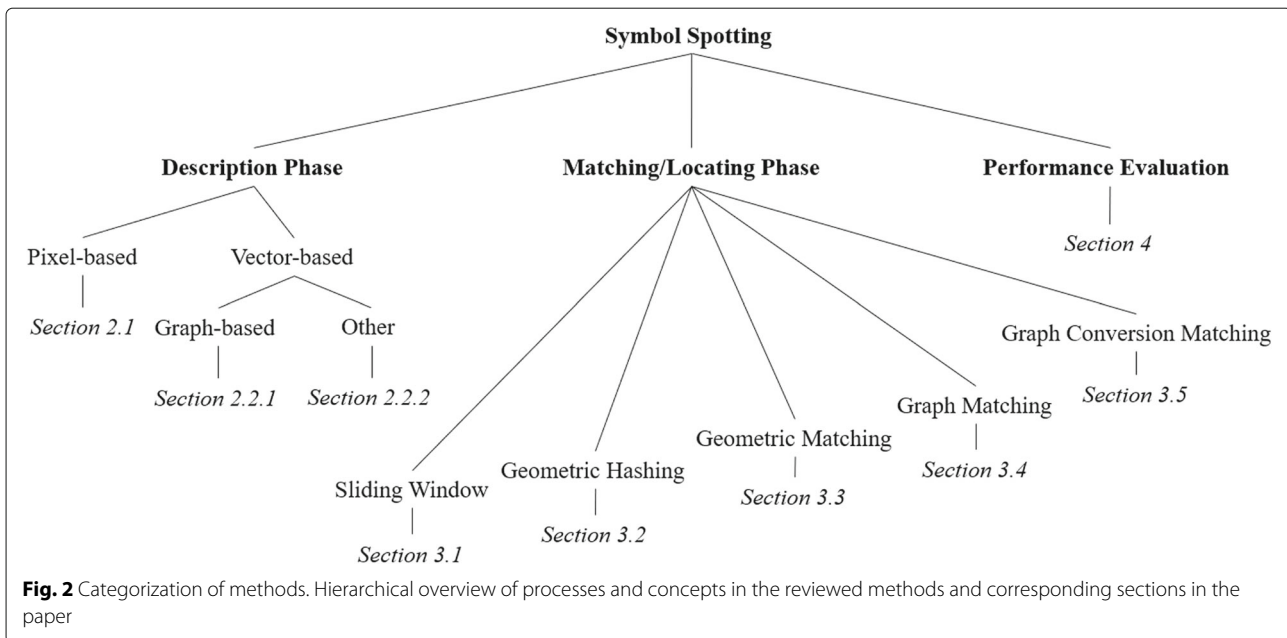 Symbol Spotting
Description Phase
Matching/Locating Phase
Performance Evaluation
Pixel-based
Vector-based
Section 4
Section 2.1
Graph-based
Other
Graph Conversion Matching
Section 2.2.1
Section 2.2.2
Section 3.5
Graph Matching
Geometric Matching
Section 3.4
Sliding Window
Geometric Hashing
Section 3.3
Section 3.1
Section 3.2
Fig. 2 Categorization of methods. Hierarchical overview of processes and concepts in the reviewed methods and corresponding sections in the
paper